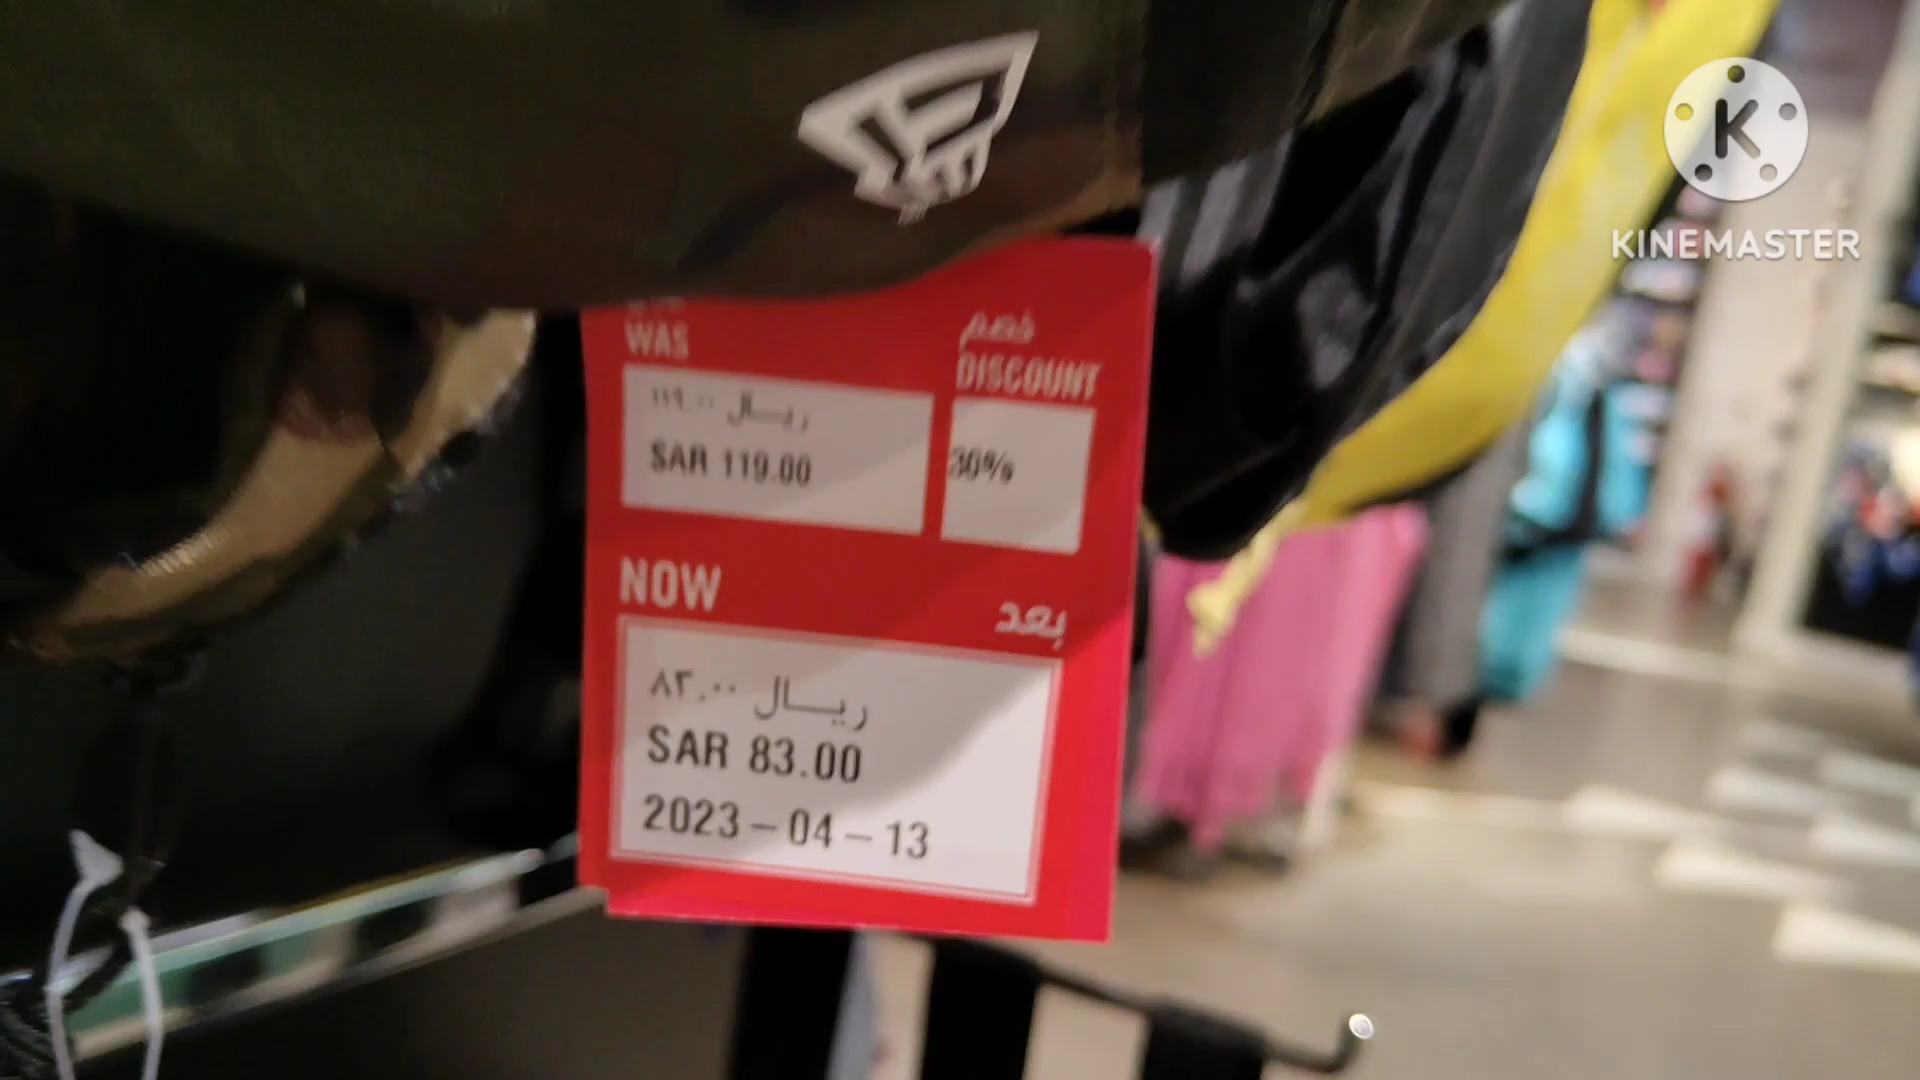 WAS
خصم
DISCOUNT
١١٩.٠٠ ريال
SAR 119.00
30%
NOW
بعد
٨٣.٠٠ ريال
SAR 83.00
2023-04-13
K
KINEMASTER